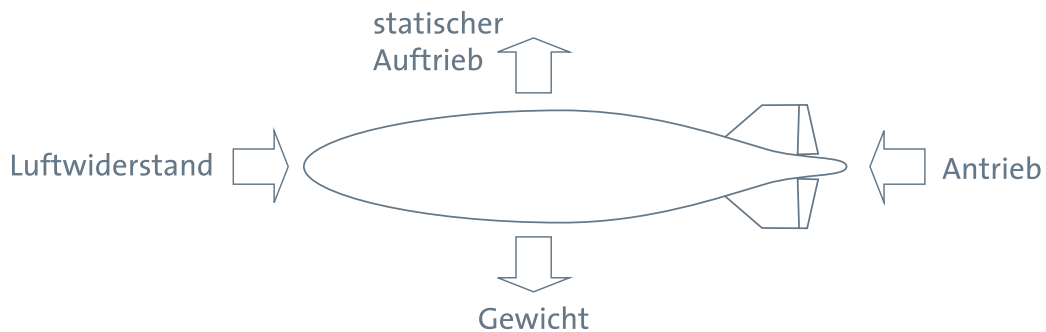 statischer
Auftrieb
Luftwiderstand
Antrieb
Gewicht